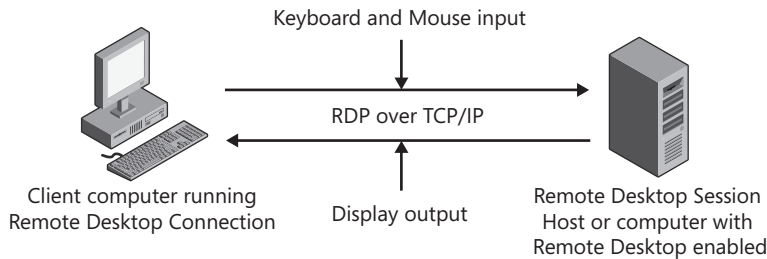 Keyboard and Mouse input
RDP over TCP/IP
Client computer running
Remote Desktop Connection
Display output
Remote Desktop Session
Host or computer with
Remote Desktop enabled